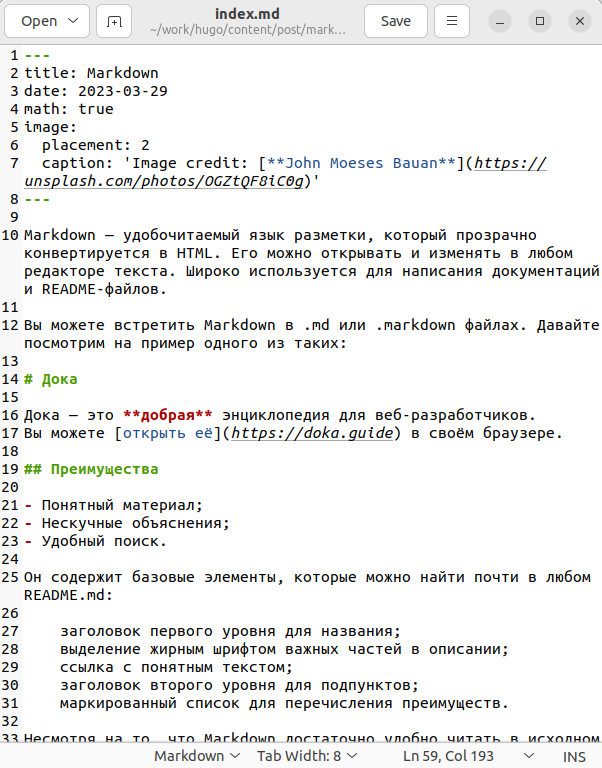 Open
index.md
~/work/hugo/content/post/mark...
Save
1 ---
2 title: Markdown
3 date: 2023-03-29
4 math: true
5 image:
6   placement: 2
7   caption: 'Image credit: [**John Moeses Bauan**](https://
unsplash.com/photos/OGZtQF8iC0g)'
8 ---
9
10 Markdown — удобочитаемый язык разметки, который прозрачно
конвертируется в HTML. Его можно открывать и изменять в любом
редакторе текста. Широко используется для написания документаций
и README-файлов.
11
12 Вы можете встретить Markdown в .md или .markdown файлах. Давайте
посмотрим на пример одного из таких:
13
14 # Дока
15
16 Дока — это **добрая** энциклопедия для веб-разработчиков.
17 Вы можете [открыть её](https://doka.guide) в своём браузере.
18
19 ## Преимущества
20
21 - Понятный материал;
22 - Нескучные объяснения;
23 - Удобный поиск.
24
25 Он содержит базовые элементы, которые можно найти почти в любом
README.md:
26
27     заголовок первого уровня для названия;
28     выделение жирным шрифтом важных частей в описании;
29     ссылка с понятным текстом;
30     заголовок второго уровня для подпунктов;
31     маркированный список для перечисления преимуществ.
32
33 Несмотря на то, что Markdown достаточно удобно читать в исходном
Markdown
Tab Width: 8
Ln 59, Col 193
INS